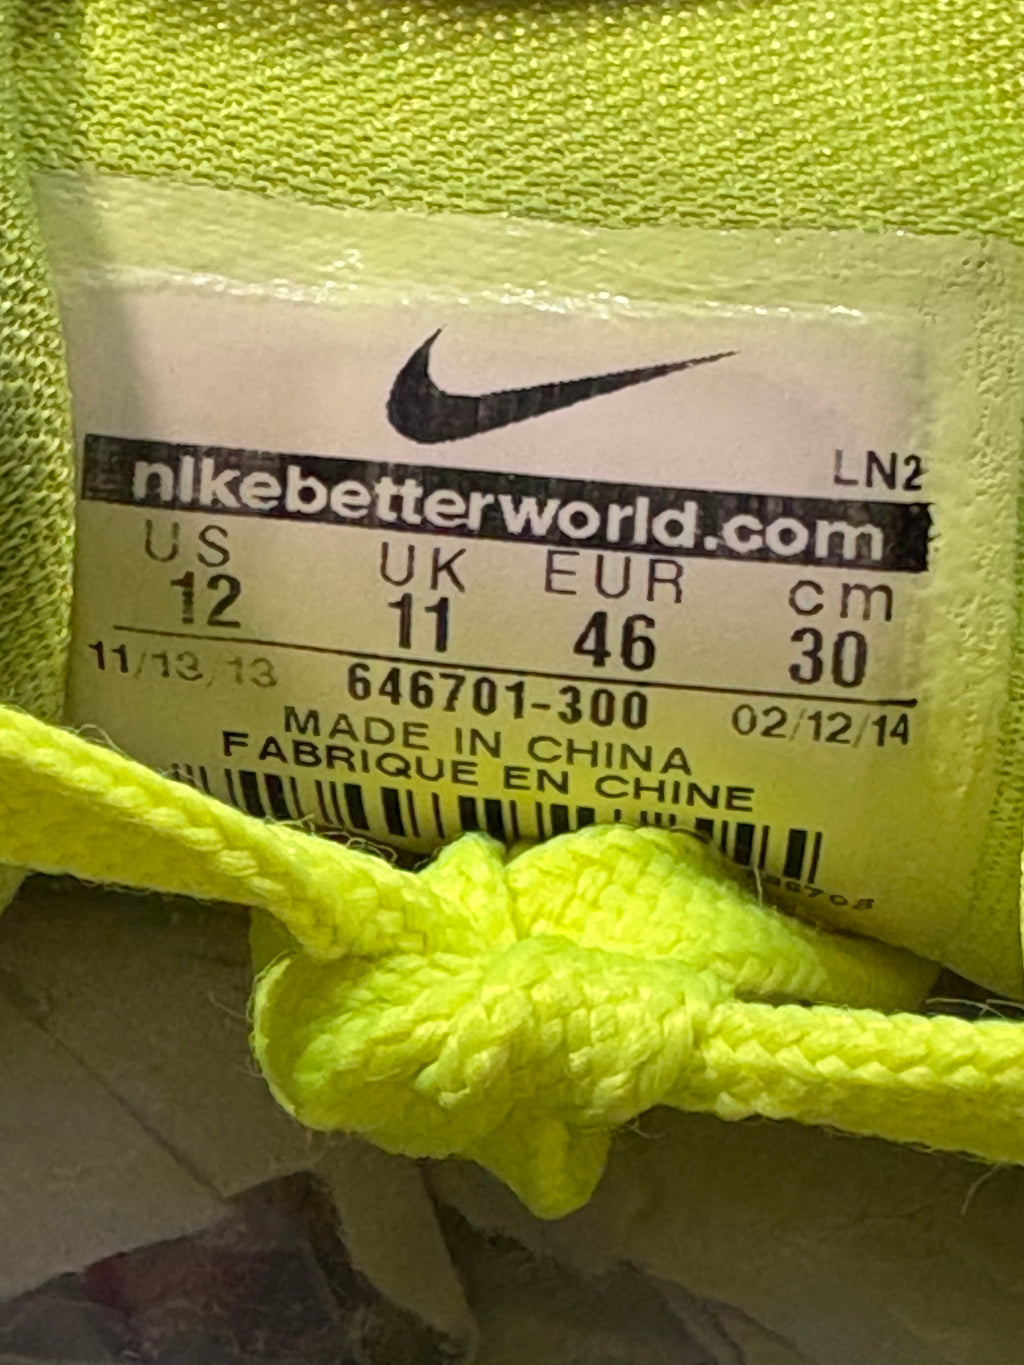 LN2
nikebetterworld.com
US UK EUR cm
12 11 46 30
11/13/13 646701-300 02/12/14
MADE IN CHINA
FABRIQUE EN CHINE